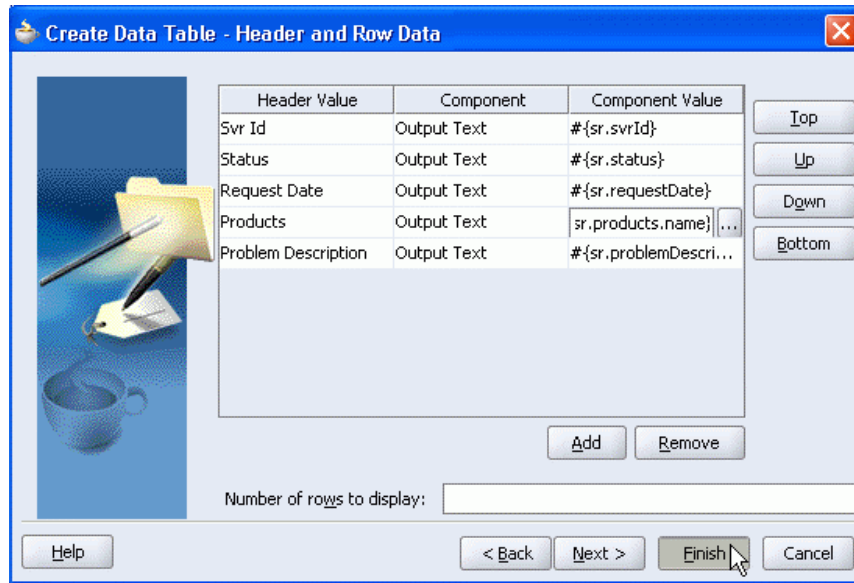 Create Data Table - Header and Row Data
Header Value Component Component Value
Svr Id Output Text #{sr.svrId}
Status Output Text #{sr.status}
Request Date Output Text #{sr.requestDate}
Products Output Text sr.products.name} ...
Problem Description Output Text #{sr.problemDescri...
Top
Up
Down
Bottom
Add Remove
Number of rows to display:
Help < Back Next > Finish Cancel